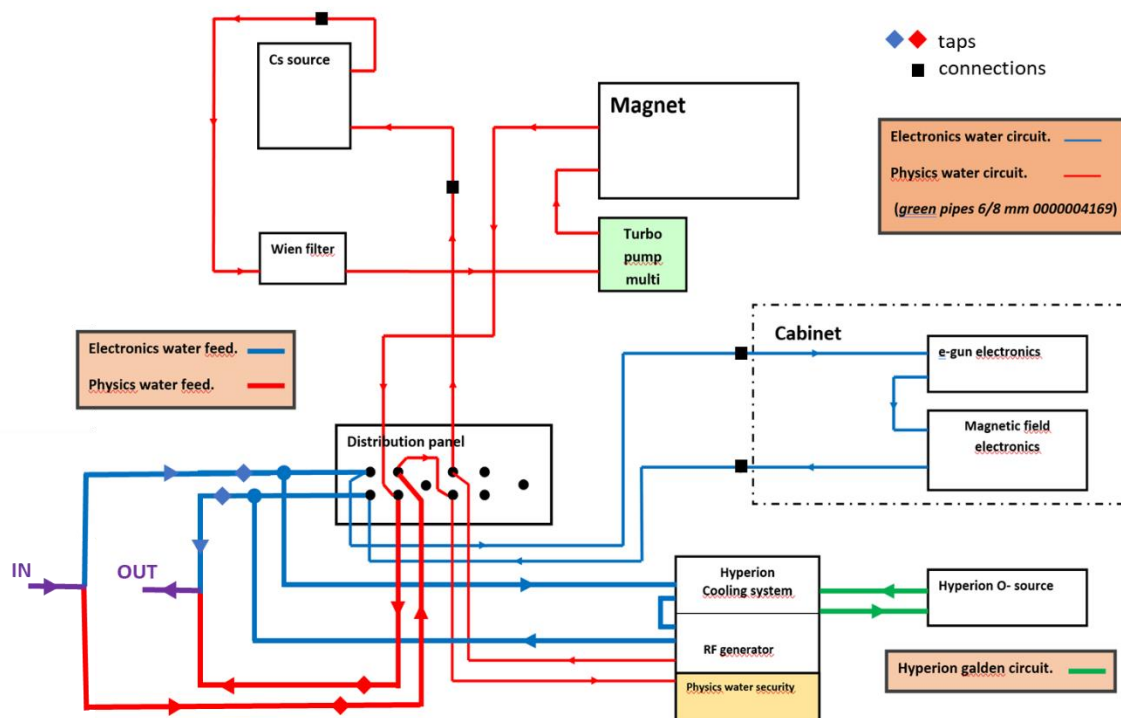 Cs source
taps
connections
Magnet
Electronics water circuit.
Physics water circuit.
(green pipes 6/8 mm 0000004169)
Turbo
pump
multi
Wien filter
Cabinet
e-gun electronics
Electronics water feed.
Physics water feed.
Magnetic field
electronics
Distribution panel
IN
OUT
Hyperion
Cooling system
Hyperion O- source
RF generator
Hyperion galden circuit.
Physics water security